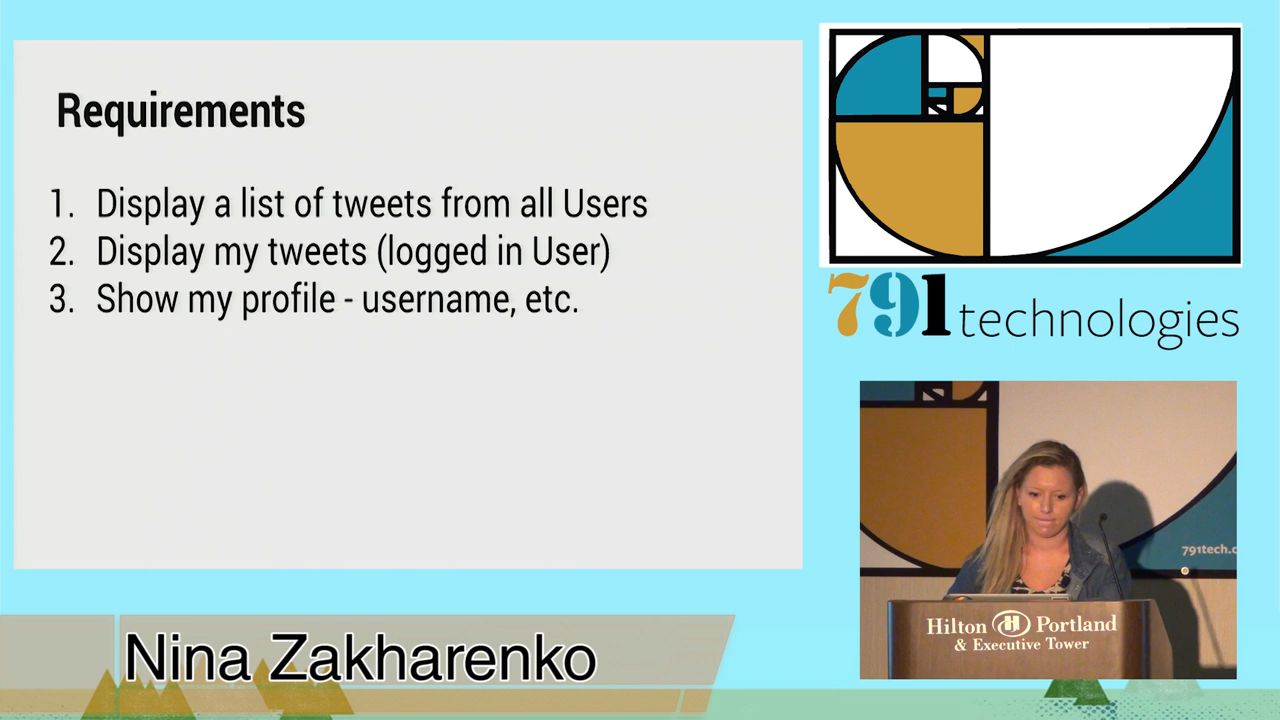 Requirements
1. Display a list of tweets from all Users
2. Display my tweets (logged in User)
3. Show my profile - username, etc.
791 technologies
791tech.c
Hilton H Portland
& Executive Tower
Nina Zakharenko